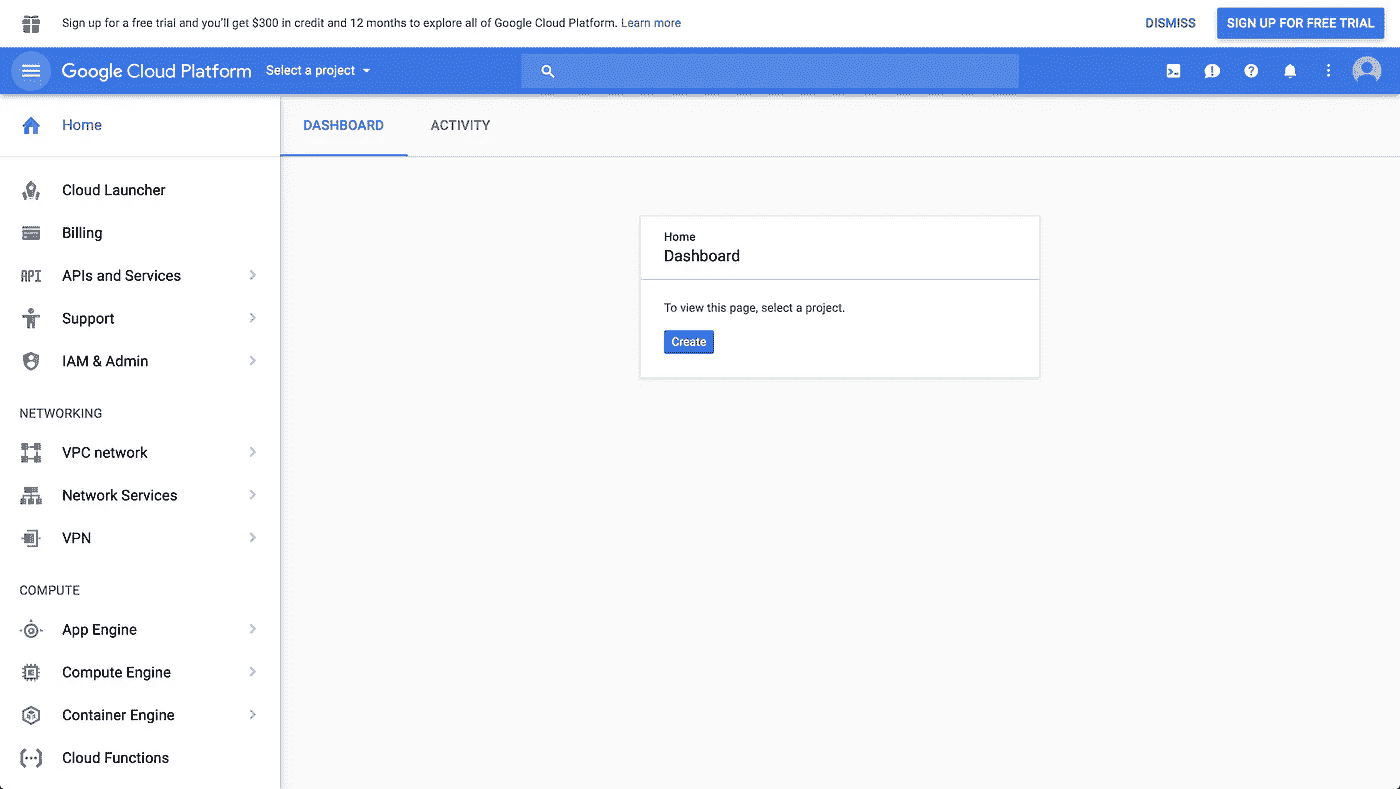 Sign up for a free trial and you'll get $300 in credit and 12 months to explore all of Google Cloud Platform. Learn more
DISMISS
SIGN UP FOR FREE TRIAL
Google Cloud Platform
Select a project
Home
DASHBOARD
ACTIVITY
Cloud Launcher
Billing
API
APIs and Services
Support
IAM & Admin
NETWORKING
VPC network
Network Services
VPN
COMPUTE
App Engine
Compute Engine
Container Engine
Cloud Functions
Home
Dashboard
To view this page, select a project.
Create